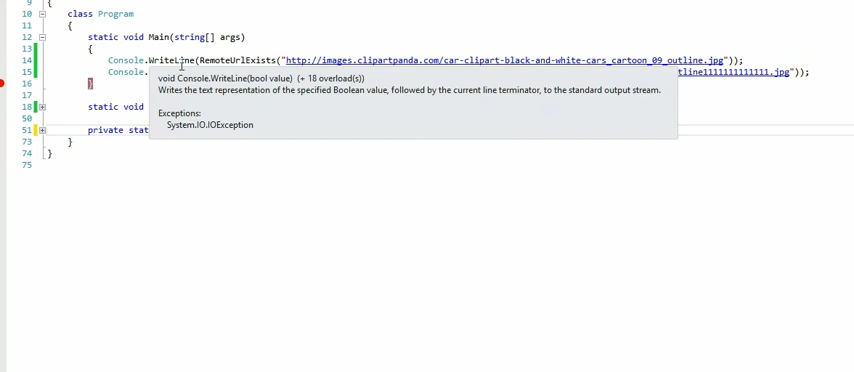 9 {
10 class Program
11 {
12 static void Main(string[] args)
13 {
14 Console.WriteLine(RemoteUrlExists("http://images.clipartpanda.com/car-clipart-black-and-white-cars_cartoon_09_outline.jpg"));
15 Console. tline1111111111111.jpg"));
void Console.WriteLine(bool value) (+ 18 overload(s))
Writes the text representation of the specified Boolean value, followed by the current line terminator, to the standard output stream.
Exceptions:
System.IO.IOException
16 }
17
18 static void
50
51 private stat
73 }
74 }
75